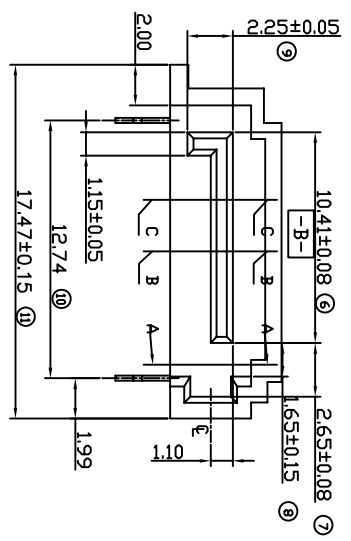 2.25±0.05
⑨
2.00
10.41±0.08 ⑥
-B-
1.15±0.05
C
C
B
B
A
A
12.74 ⑩
17.47±0.15 ⑪
2.65±0.08 ⑦
1.65±0.15 ⑧
1.10
℄
1.99